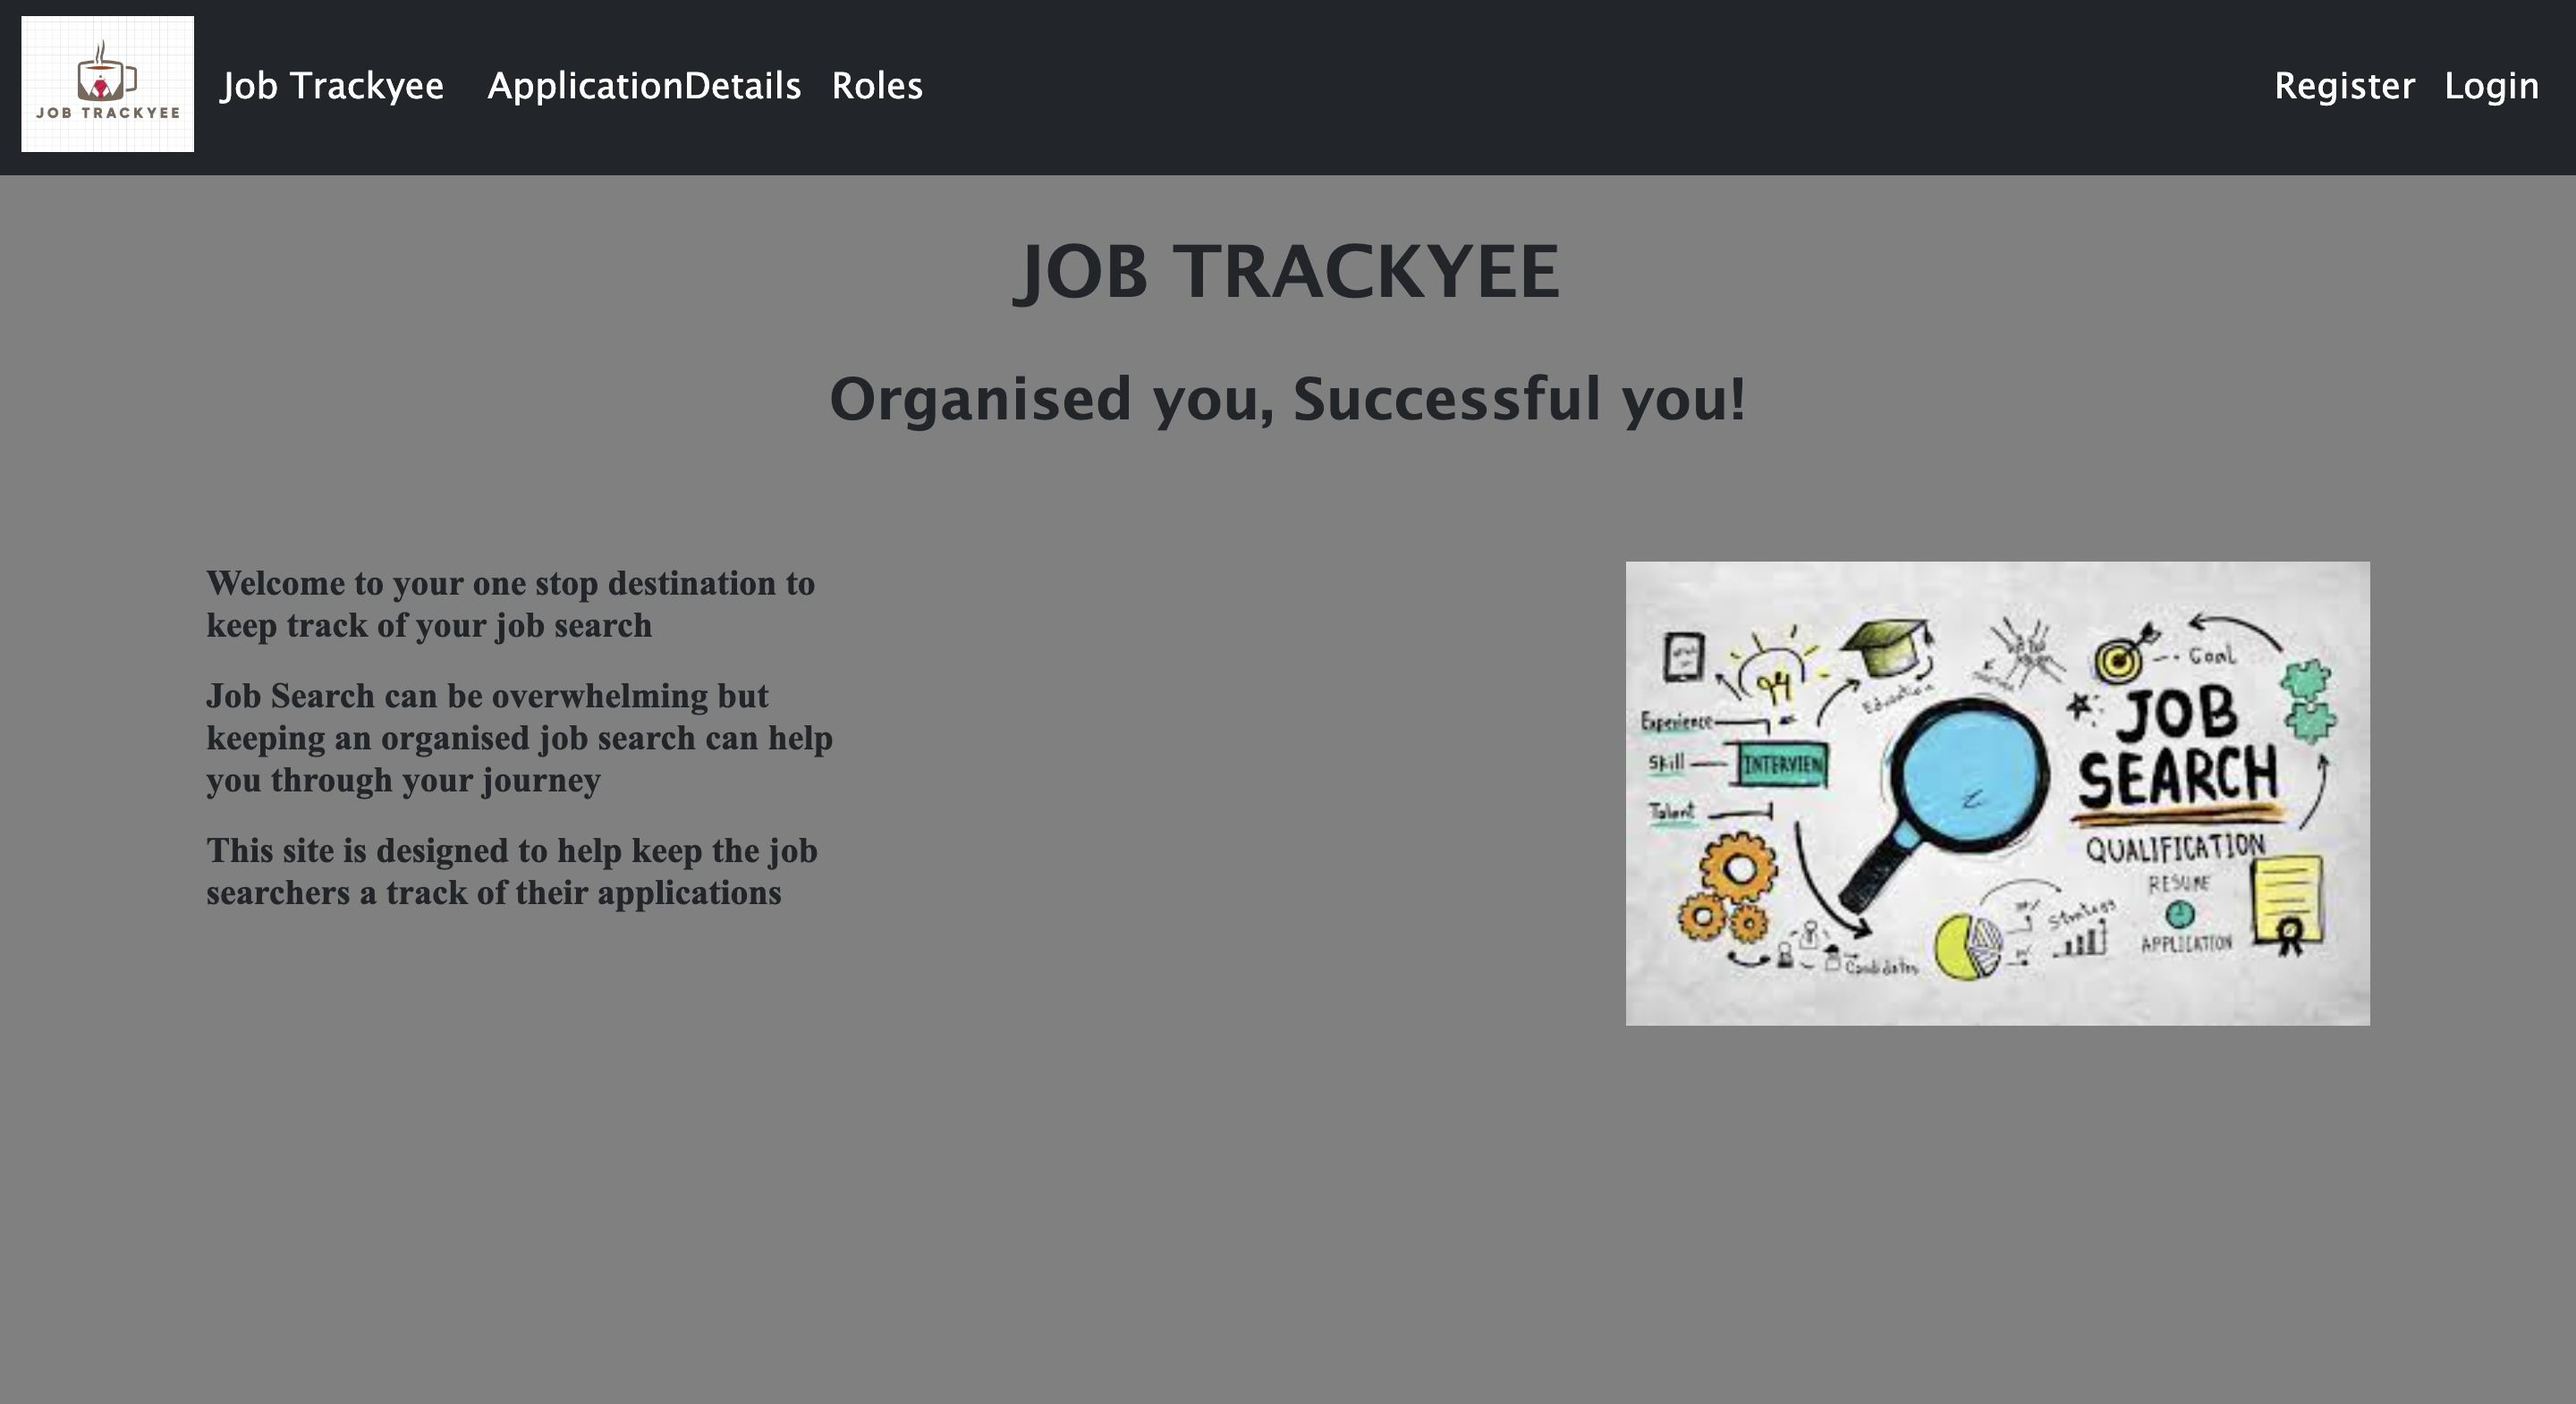 JOB TRACKYEE
Job Trackyee
ApplicationDetails
Roles
Register
Login
JOB TRACKYEE
Organised you, Successful you!
Welcome to your one stop destination to
keep track of your job search
Job Search can be overwhelming but
keeping an organised job search can help
you through your journey
This site is designed to help keep the job
searchers a track of their applications
Education
Goal
Experience
Skill
INTERVIEW
Talent
JOB
SEARCH
QUALIFICATION
RESUME
APPLICATION
Strategy
Candidates